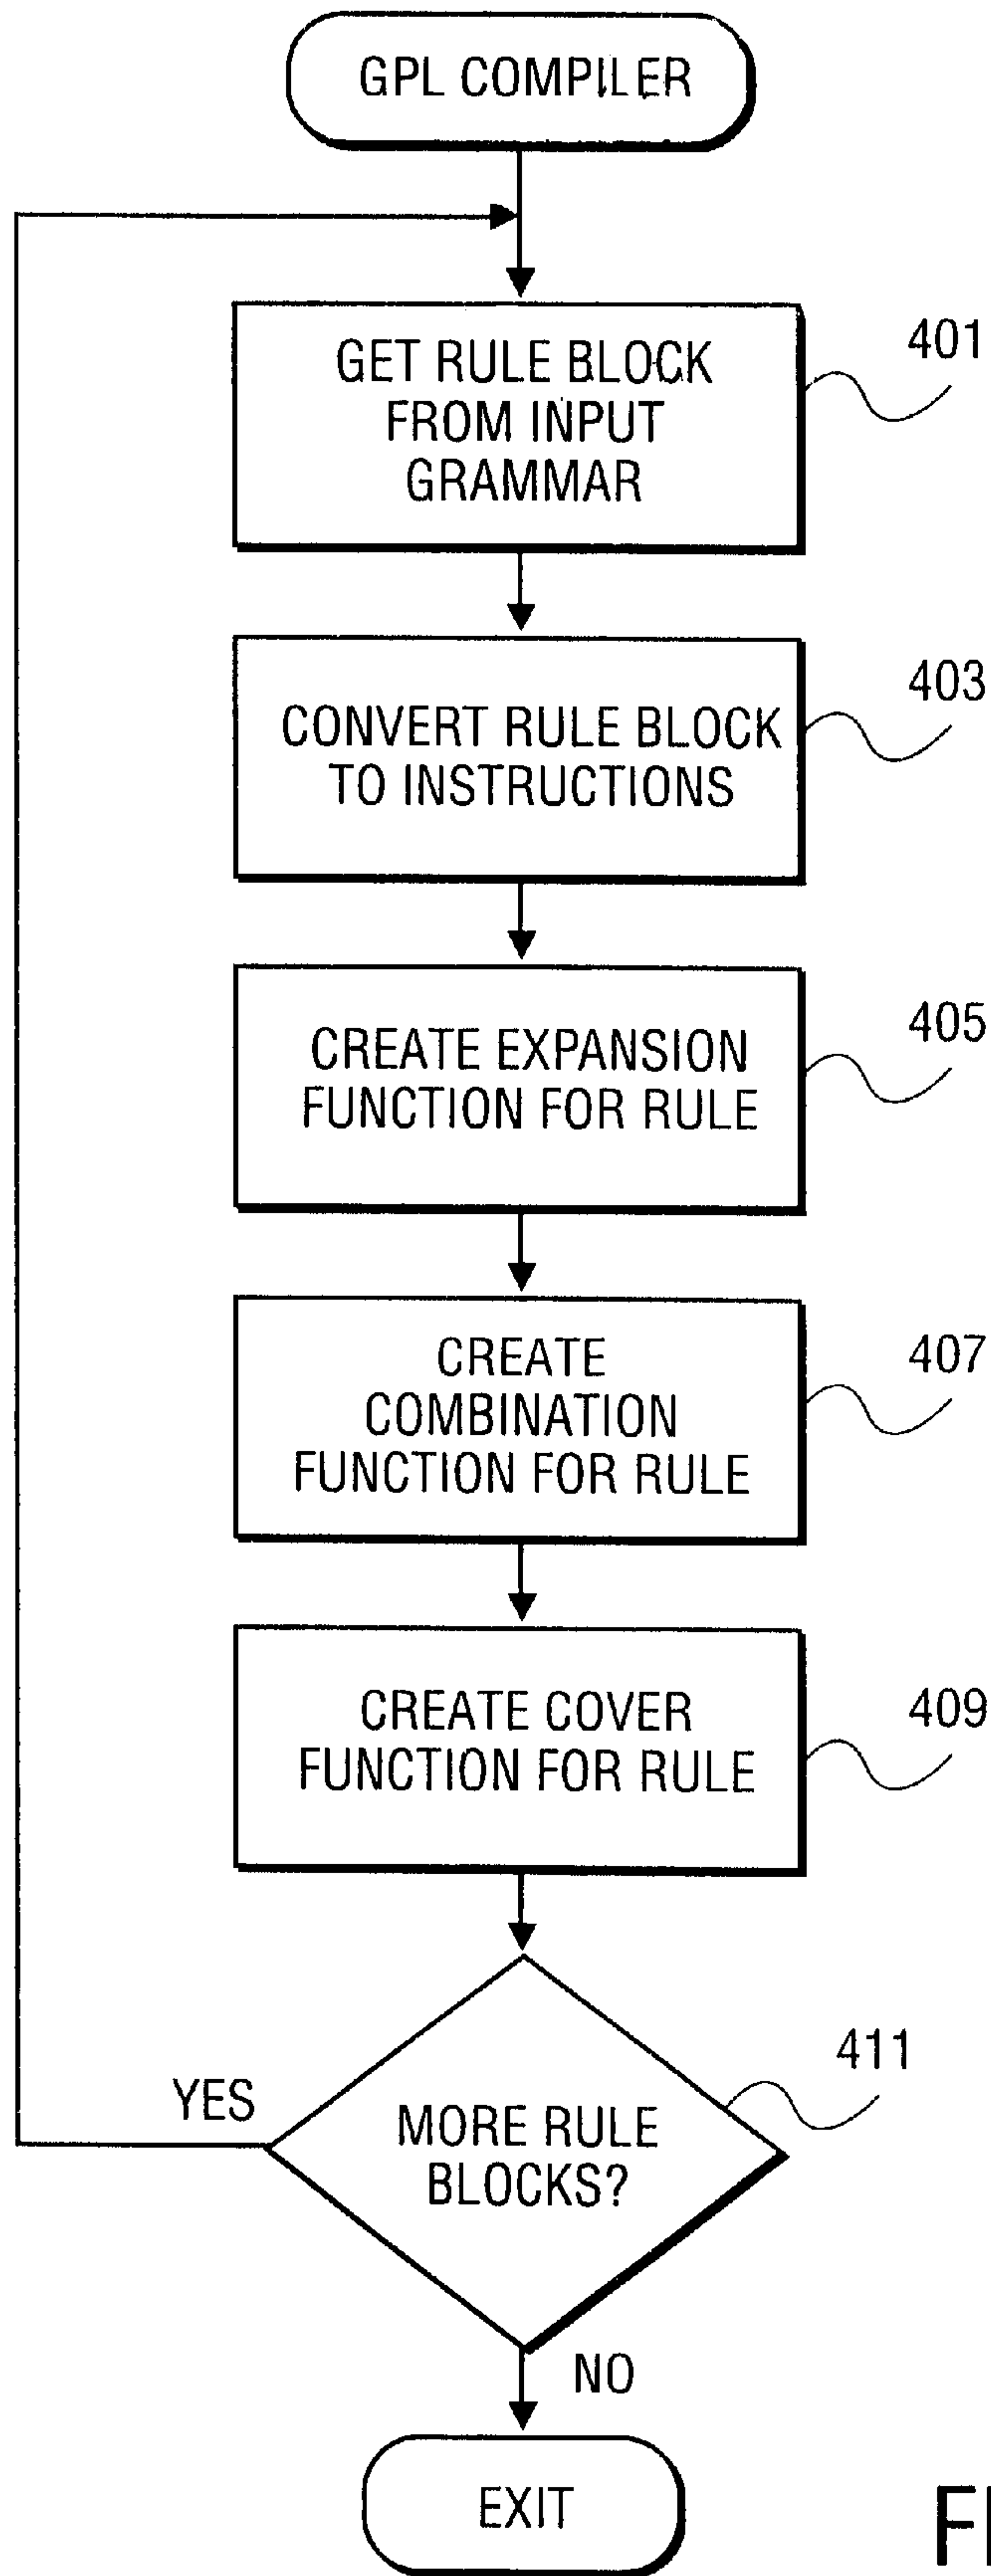 GPL COMPILER
GET RULE BLOCK
FROM INPUT
GRAMMAR
401
CONVERT RULE BLOCK
TO INSTRUCTIONS
403
CREATE EXPANSION
FUNCTION FOR RULE
405
CREATE
COMBINATION
FUNCTION FOR RULE
407
CREATE COVER
FUNCTION FOR RULE
409
MORE RULE
BLOCKS?
411
YES
NO
EXIT